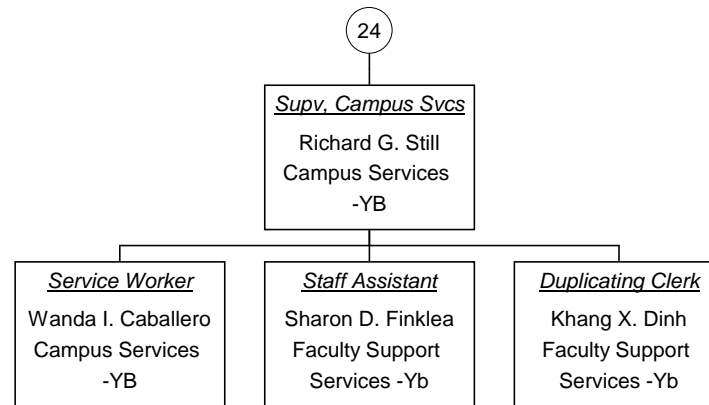 24
Supv, Campus Svcs
Richard G. Still
Campus Services
-YB
Service Worker
Wanda I. Caballero
Campus Services
-YB
Staff Assistant
Sharon D. Finklea
Faculty Support
Services -Yb
Duplicating Clerk
Khang X. Dinh
Faculty Support
Services -Yb